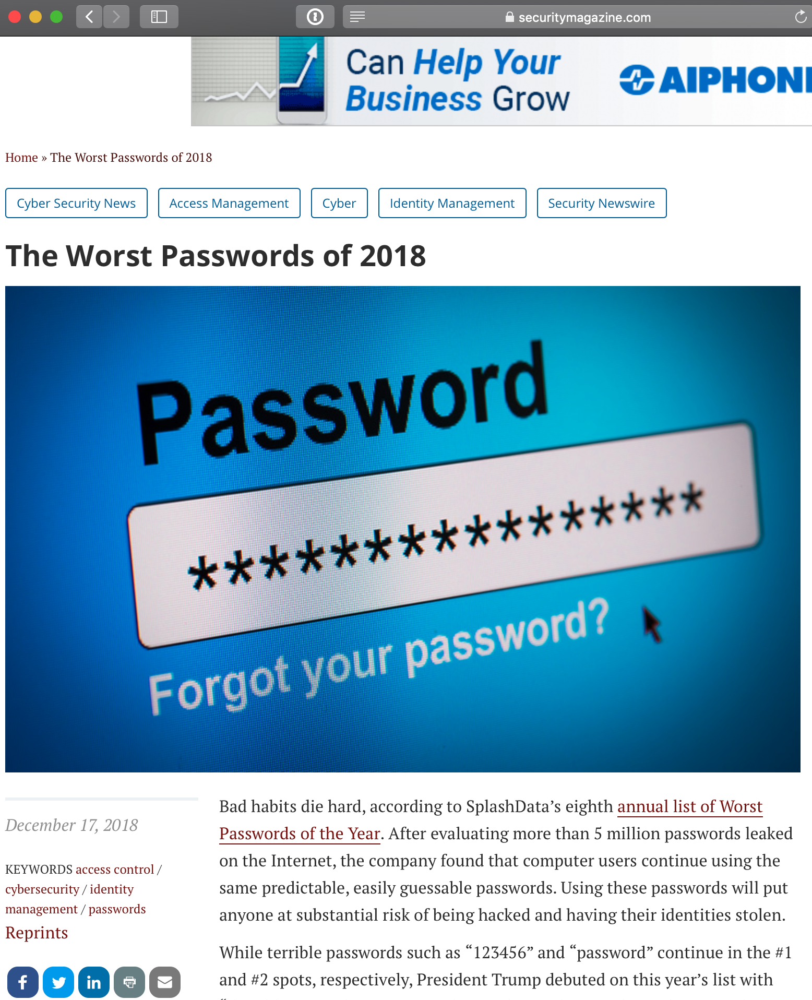 securitymagazine.com
Can Help Your
Business Grow
Home » The Worst Passwords of 2018
Cyber Security News
Access Management
Cyber
Identity Management
Security Newswire
The Worst Passwords of 2018
Password
****************
Forgot your password?
December 17, 2018
KEYWORDS access control /
cybersecurity / identity
management / passwords
Reprints
Bad habits die hard, according to SplashData’s eighth annual list of Worst
Passwords of the Year. After evaluating more than 5 million passwords leaked
on the Internet, the company found that computer users continue using the
same predictable, easily guessable passwords. Using these passwords will put
anyone at substantial risk of being hacked and having their identities stolen.
While terrible passwords such as “123456” and “password” continue in the #1
and #2 spots, respectively, President Trump debuted on this year’s list with